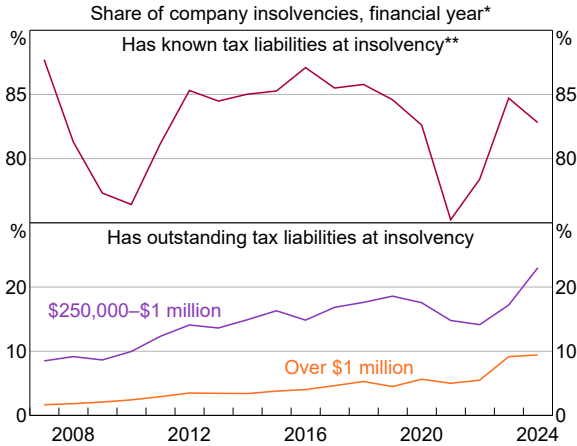 Share of company insolvencies, financial year*
% %
Has known tax liabilities at insolvency**
85 85
80 80
% %
Has outstanding tax liabilities at insolvency
20 20
$250,000–$1 million
10 10
Over $1 million
0 0
2008 2012 2016 2020 2024